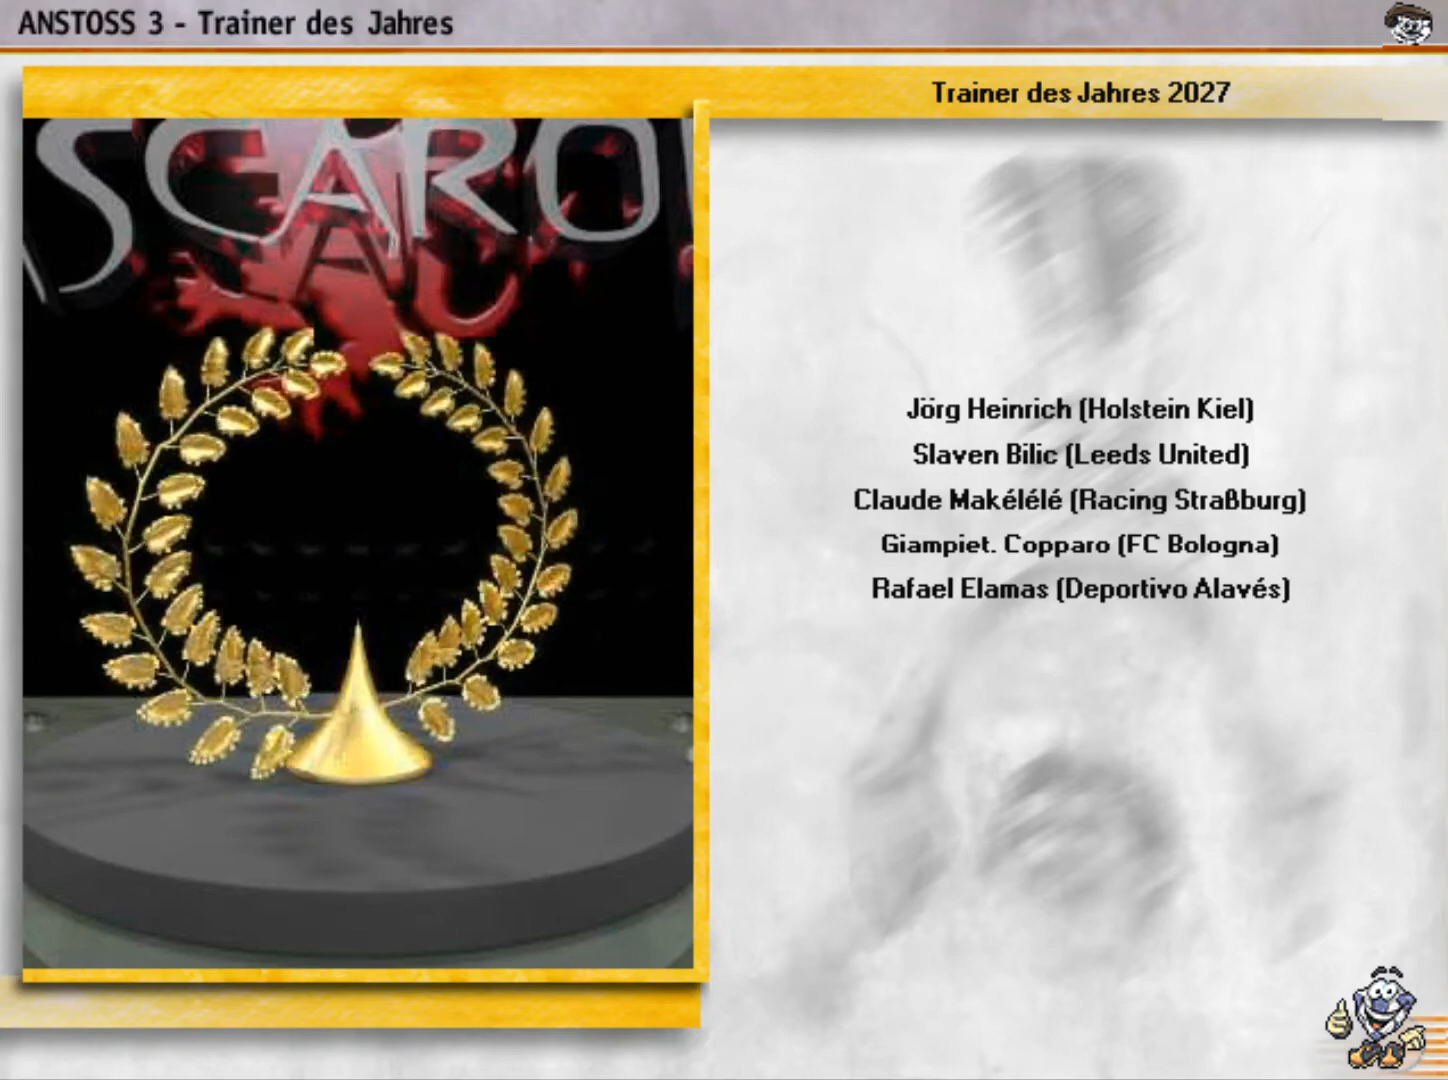 ANSTOSS 3 - Trainer des Jahres
Trainer des Jahres 2027
Jörg Heinrich (Holstein Kiel)
Slaven Bilic (Leeds United)
Claude Makélélé (Racing Straßburg)
Giampiet. Copparo (FC Bologna)
Rafael Elamas (Deportivo Alavés)